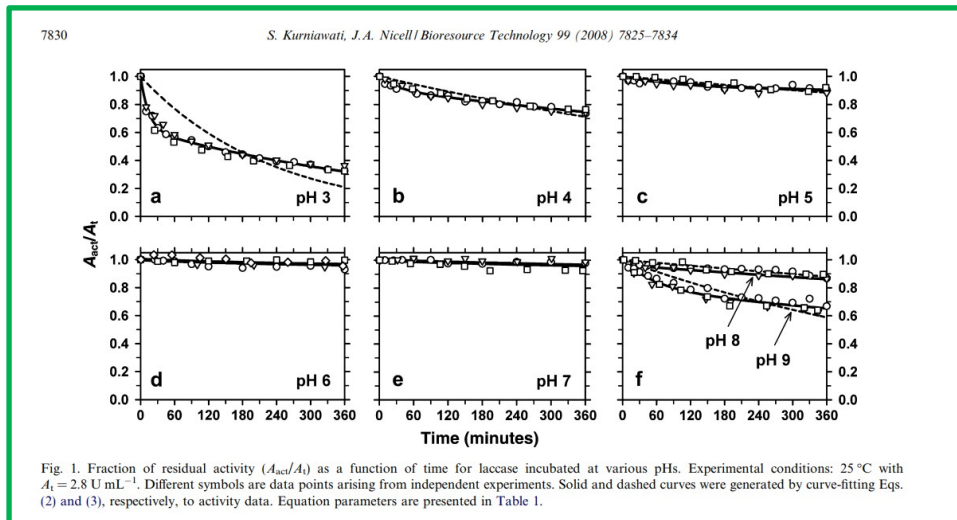 7830
S. Kurniawati, J.A. Nicell / Bioresource Technology 99 (2008) 7825–7834
1.0
0.8
0.6
0.4
0.2
0.0
a
pH 3
b
pH 4
c
pH 5
1.0
0.8
0.6
0.4
0.2
0.0
Aact/At
1.0
0.8
0.6
0.4
0.2
0.0
d
pH 6
e
pH 7
f
pH 8
pH 9
1.0
0.8
0.6
0.4
0.2
0.0
0 60 120 180 240 300 360
0 60 120 180 240 300 360
0 60 120 180 240 300 360
Time (minutes)
Fig. 1. Fraction of residual activity (Aact/At) as a function of time for laccase incubated at various pHs. Experimental conditions: 25 °C with
At = 2.8 U mL−1. Different symbols are data points arising from independent experiments. Solid and dashed curves were generated by curve-fitting Eqs.
(2) and (3), respectively, to activity data. Equation parameters are presented in Table 1.